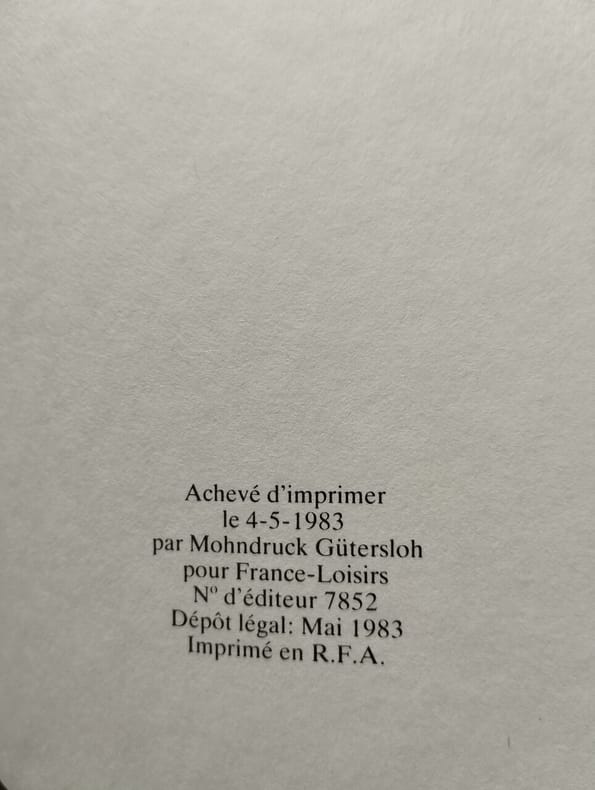 Achevé d'imprimer
le 4-5-1983
par Mohndruck Gütersloh
pour France-Loisirs
Nº d'éditeur 7852
Dépôt légal: Mai 1983
Imprimé en R.F.A.